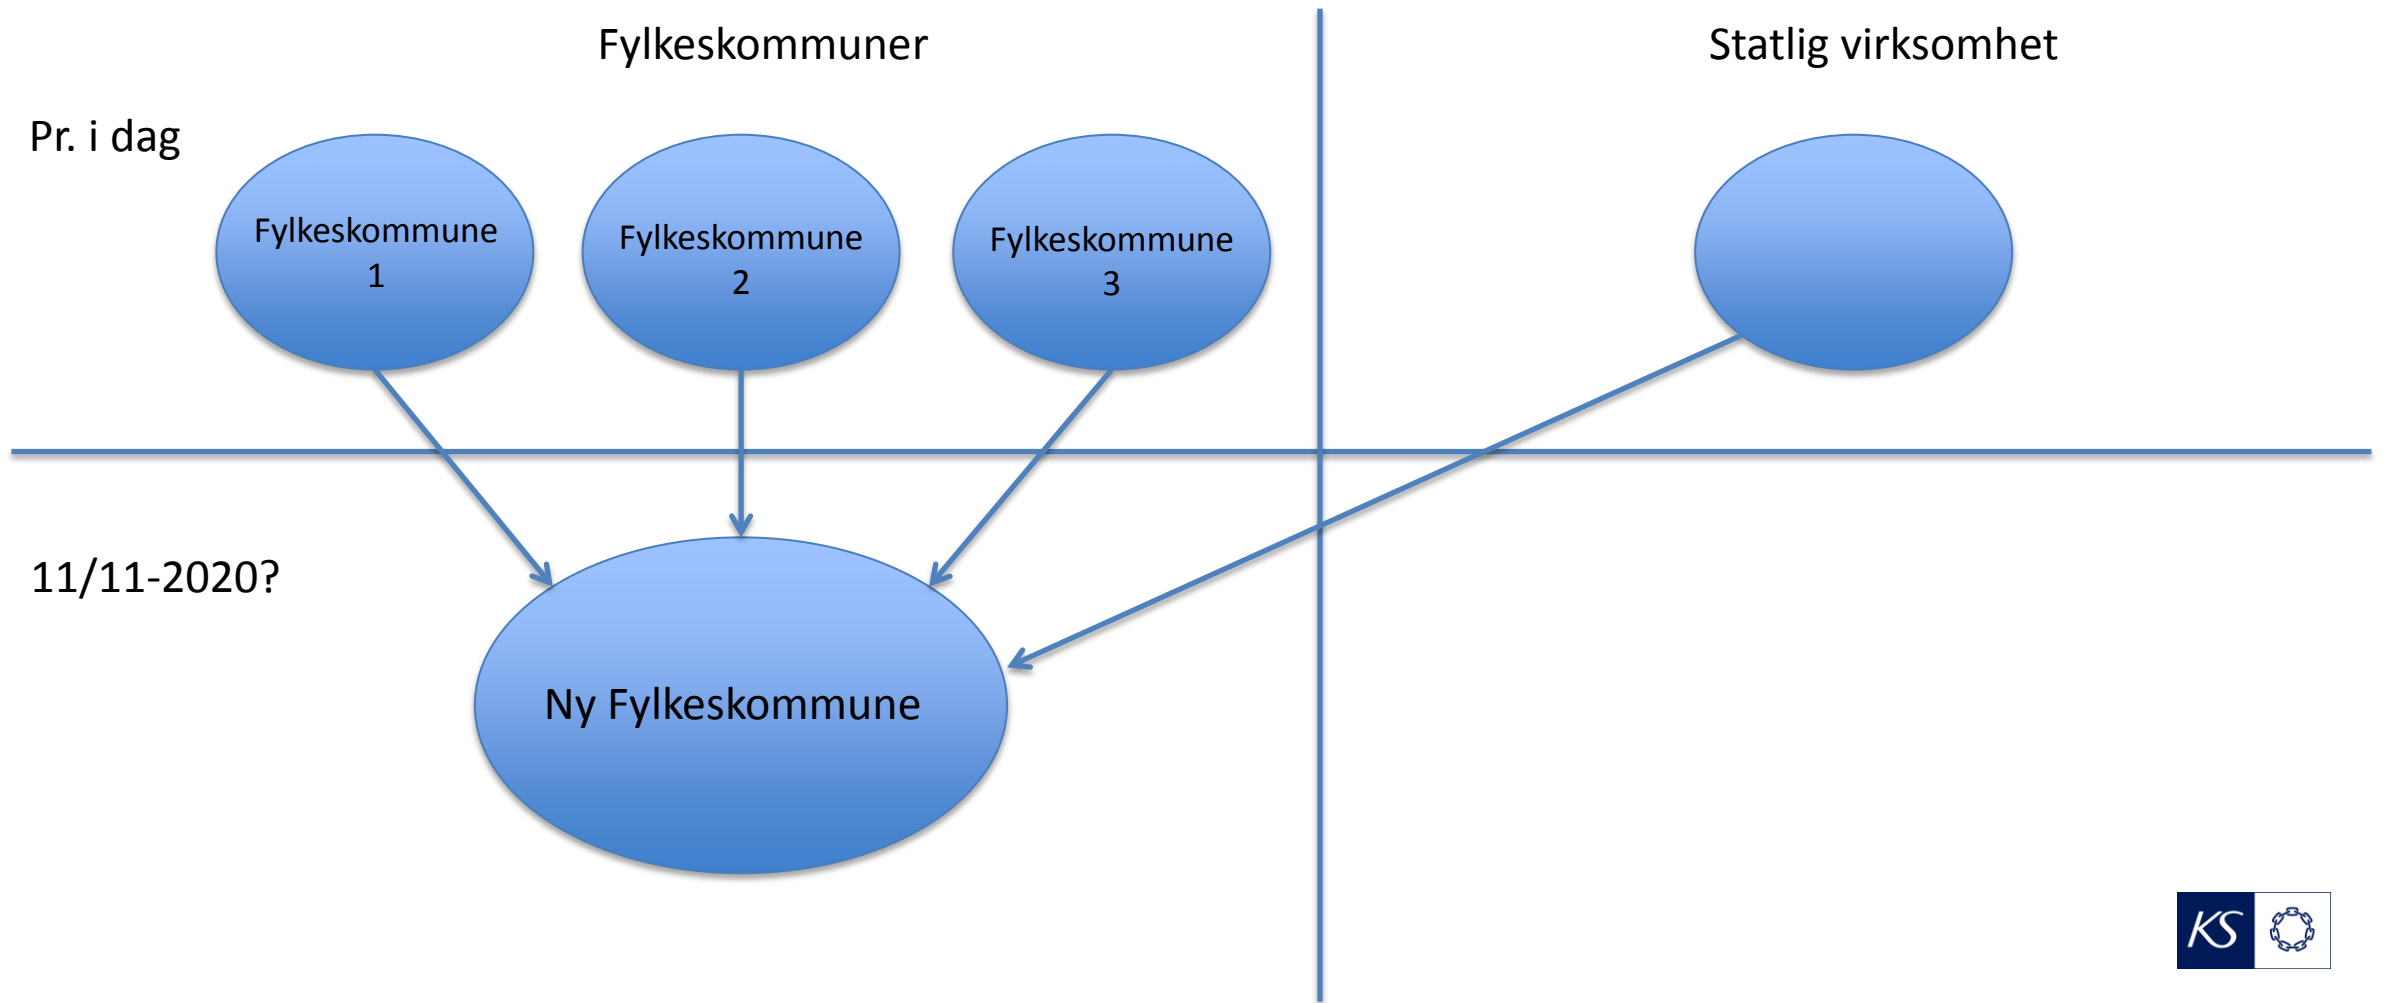 Fylkeskommuner
Statlig virksomhet
Pr. i dag
Fylkeskommune
1
Fylkeskommune
2
Fylkeskommune
3
11/11-2020?
Ny Fylkeskommune
KS